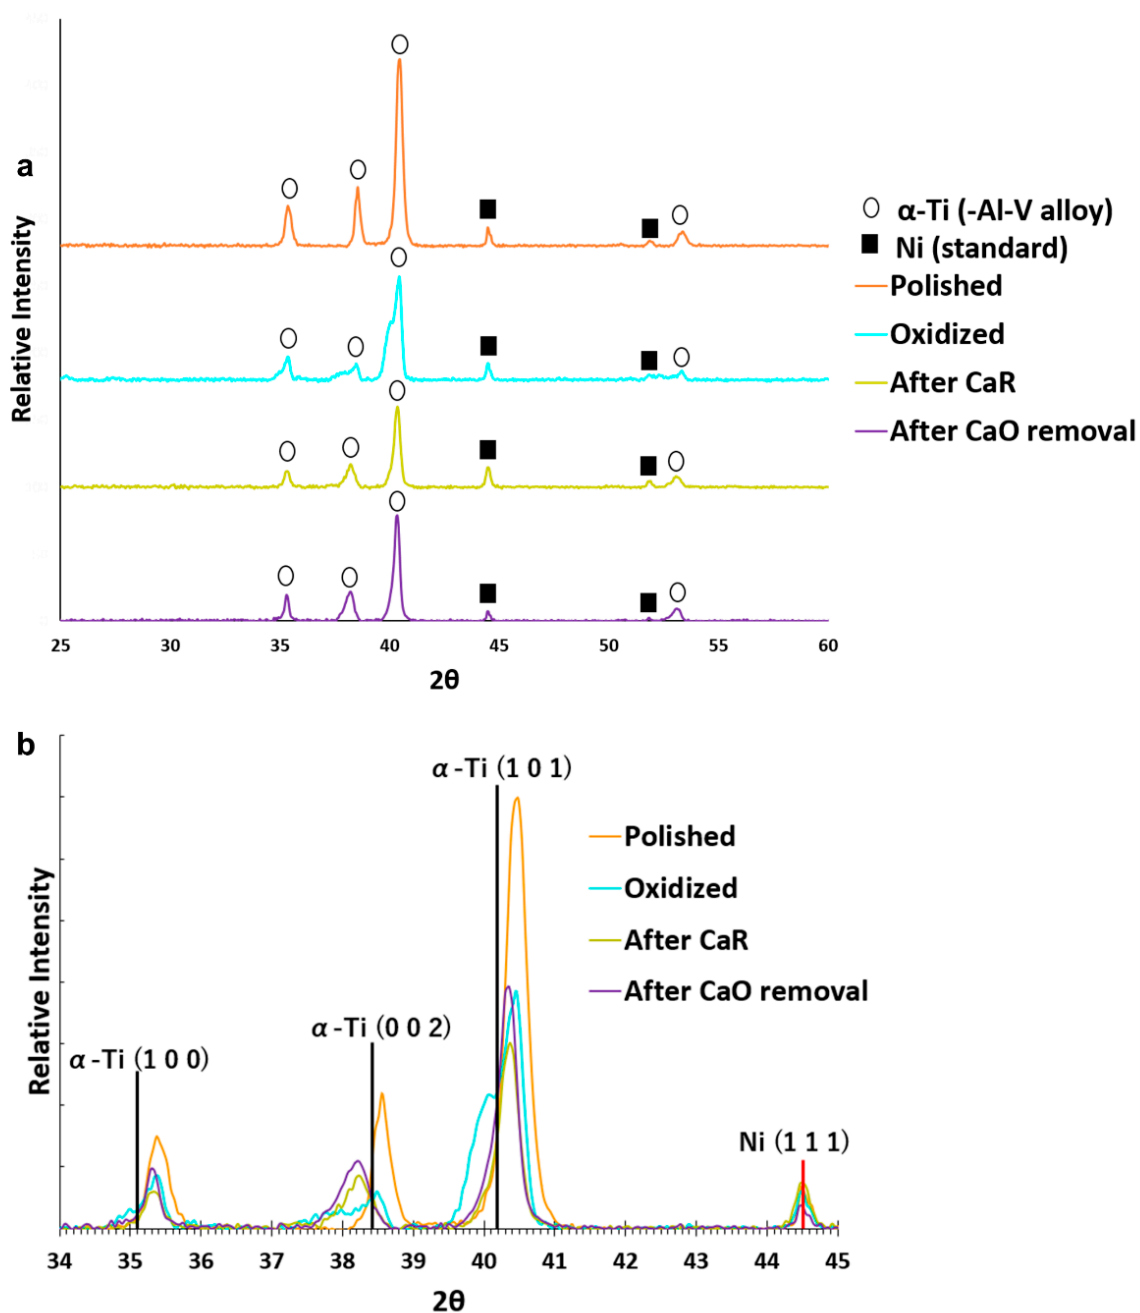 a
Relative Intensity
α-Ti (-Al-V alloy)
Ni (standard)
Polished
Oxidized
After CaR
After CaO removal
25 30 35 40 45 50 55 60
2θ
b
Relative Intensity
α-Ti (1 0 1)
α-Ti (0 0 2)
α-Ti (1 0 0)
Ni (1 1 1)
Polished
Oxidized
After CaR
After CaO removal
34 35 36 37 38 39 40 41 42 43 44 45
2θ